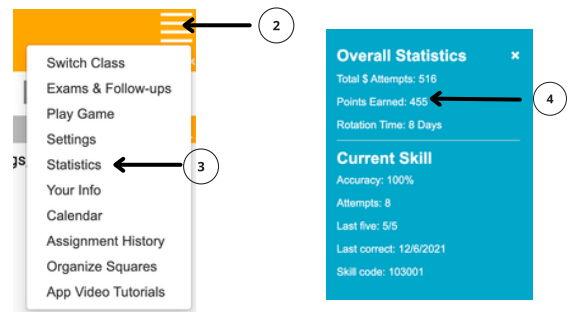 2
Switch Class
Exams & Follow-ups
Play Game
Settings
gs
Statistics
3
Your Info
Calendar
Assignment History
Organize Squares
App Video Tutorials
Overall Statistics ×
Total $ Attempts: 516
Points Earned: 455
4
Rotation Time: 8 Days
Current Skill
Accuracy: 100%
Attempts: 8
Last five: 5/5
Last correct: 12/6/2021
Skill code: 103001